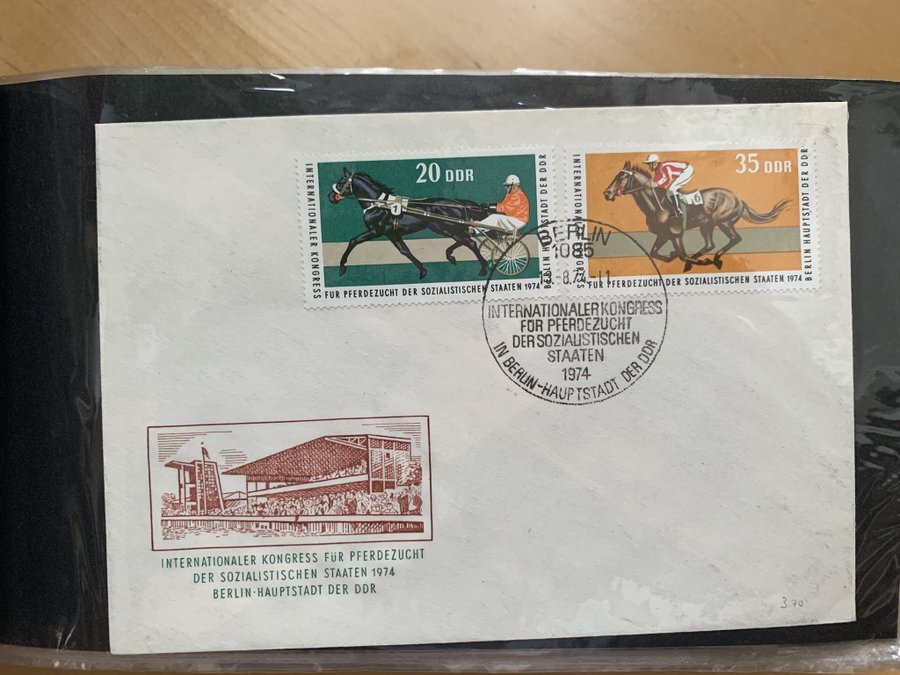 INTERNATIONALER KONGRESS
20 DDR
1
BERLIN HAUPTSTADT DER DDR
FÜR PFERDEZUCHT DER SOZIALISTISCHEN STAATEN 1974
INTERNATIONALER KONGRESS
35 DDR
BERLIN HAUPTSTADT DER DDR
FÜR PFERDEZUCHT DER SOZIALISTISCHEN STAATEN 1974
BERLIN
1085
INTERNATIONALER KONGRESS
FÜR PFERDEZUCHT
DER SOZIALISTISCHEN
STAATEN
1974
IN BERLIN-HAUPTSTADT DER DDR
INTERNATIONALER KONGRESS FÜR PFERDEZUCHT
DER SOZIALISTISCHEN STAATEN 1974
BERLIN·HAUPTSTADT DER DDR